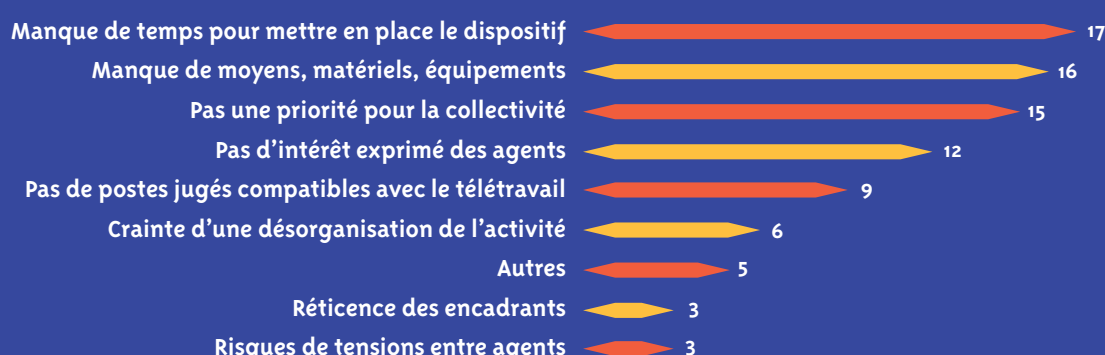 Manque de temps pour mettre en place le dispositif 17
Manque de moyens, matériels, équipements 16
Pas une priorité pour la collectivité 15
Pas d'intérêt exprimé des agents 12
Pas de postes jugés compatibles avec le télétravail 9
Crainte d'une désorganisation de l'activité 6
Autres 5
Réticence des encadrants 3
Risques de tensions entre agents 3